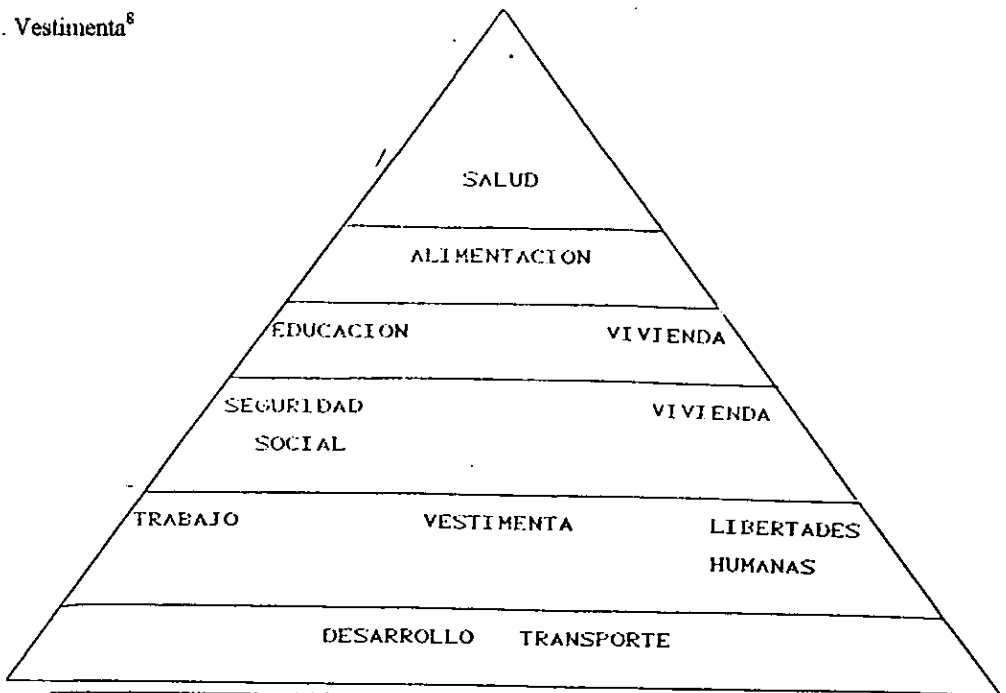 . Vestimenta⁸
SALUD
ALIMENTACION
EDUCACION VIVIENDA
SEGURIDAD VIVIENDA
SOCIAL
TRABAJO VESTIMENTA LIBERTADES
HUMANAS
DESARROLLO TRANSPORTE